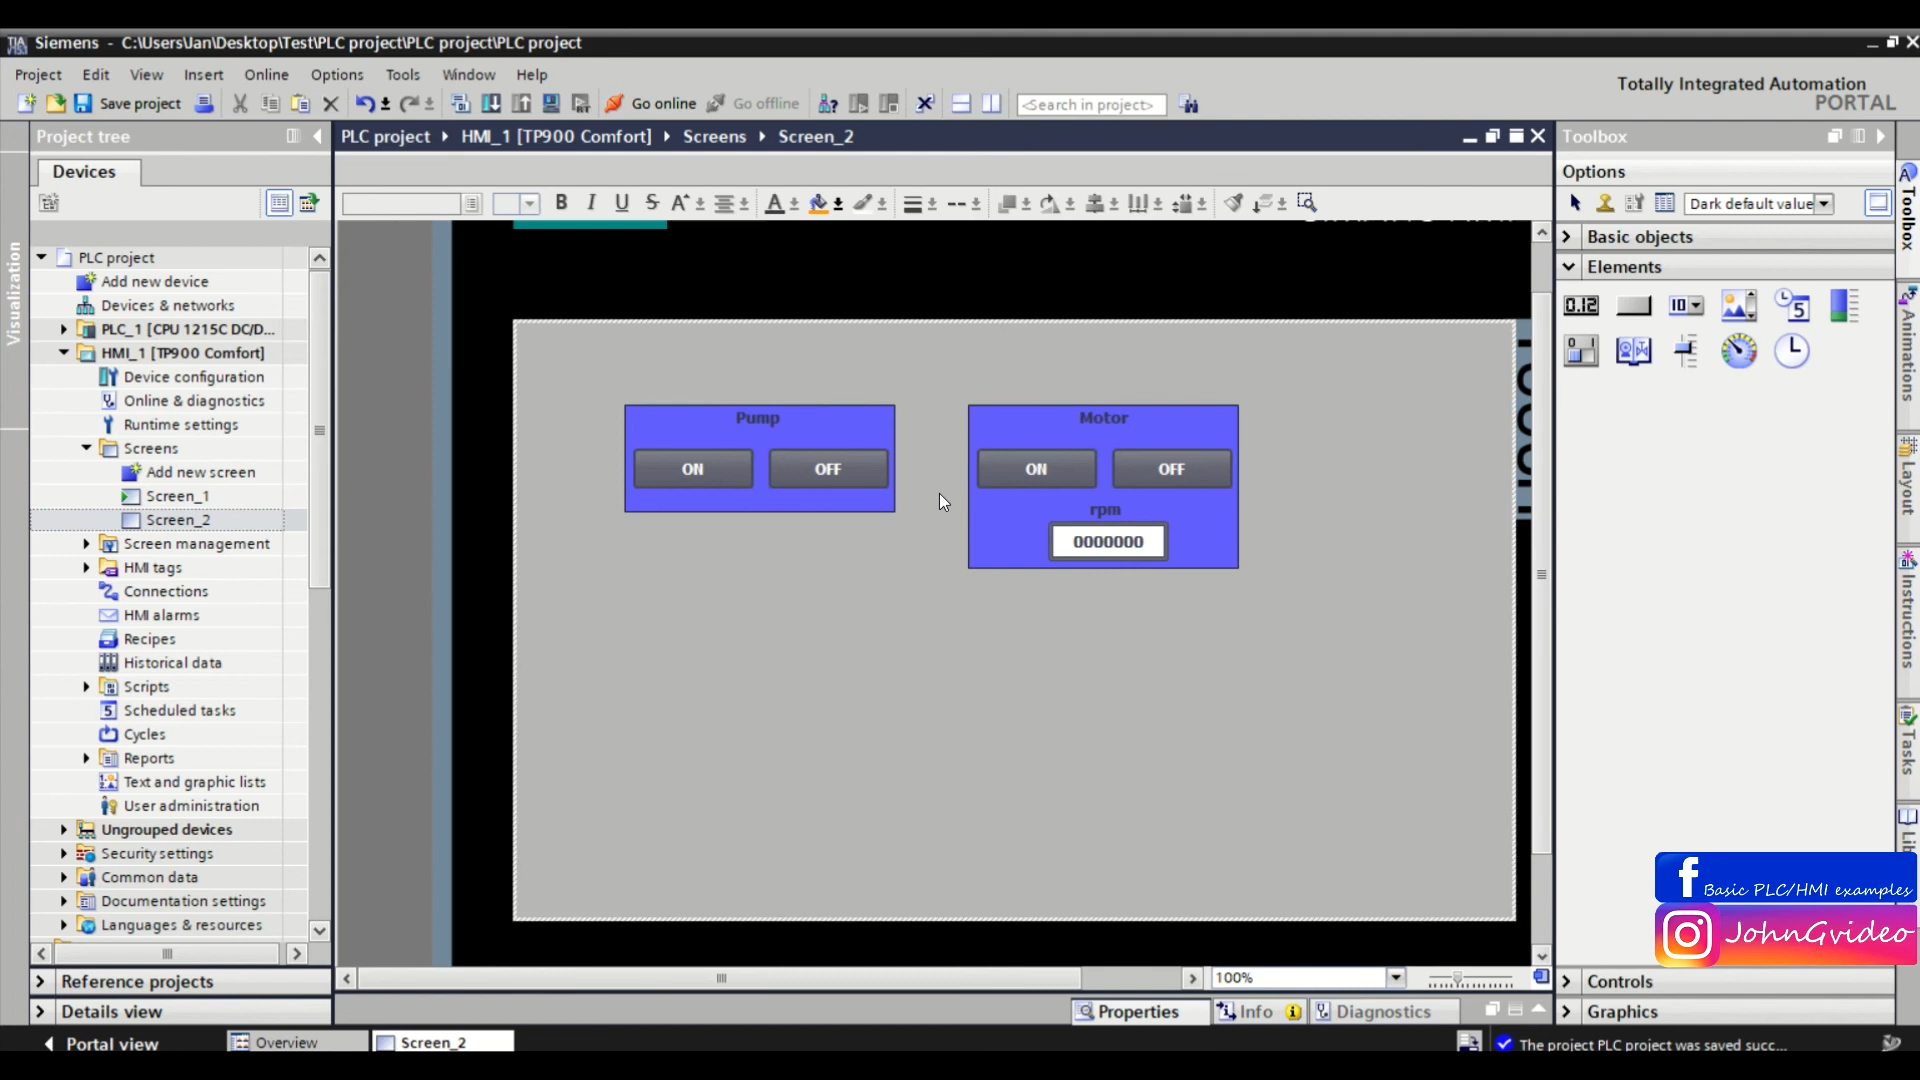 Siemens - C:\Users\Jan\Desktop\Test\PLC project\PLC project\PLC project
Project Edit View Insert Online Options Tools Window Help
Totally Integrated Automation
PORTAL
Save project Go online Go offline <Search in project>
Project tree
PLC project HMI_1 [TP900 Comfort] Screens Screen_2
Toolbox
Devices
Options
B I U S A A
Dark default value
Visualization
PLC project
Add new device
Devices & networks
PLC_1 [CPU 1215C DC/D...
HMI_1 [TP900 Comfort]
Device configuration
Online & diagnostics
Runtime settings
Screens
Add new screen
Screen_1
Screen_2
Screen management
HMI tags
Connections
HMI alarms
Recipes
Historical data
Scripts
Scheduled tasks
Cycles
Reports
Text and graphic lists
User administration
Ungrouped devices
Security settings
Common data
Documentation settings
Languages & resources
Reference projects
Details view
Pump
ON OFF
Motor
ON OFF
rpm
0000000
Basic objects
Elements
0.12 10 5
0 1
Toolbox
Animations
Layout
Instructions
Tasks
Basic PLC/HMI examples
JohnGvideo
Controls
Graphics
100%
Properties Info Diagnostics
Portal view Overview Screen_2
The project PLC project was saved succ...